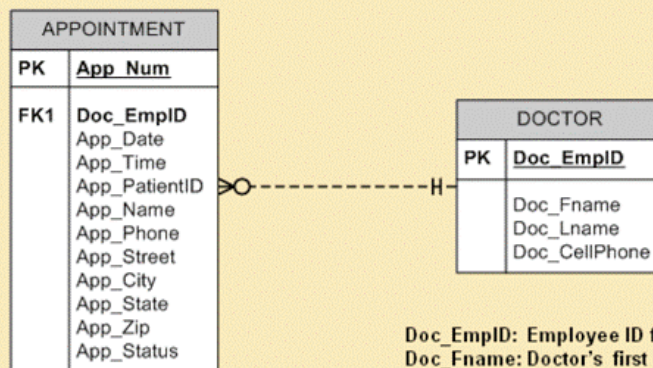 APPOINTMENT
PK App_Num
FK1 Doc_EmpID
App_Date
App_Time
App_PatientID
App_Name
App_Phone
App_Street
App_City
App_State
App_Zip
App_Status
DOCTOR
PK Doc_EmpID
Doc_Fname
Doc_Lname
Doc_CellPhone
Doc_EmpID: Employee ID f
Doc_Fname: Doctor's first